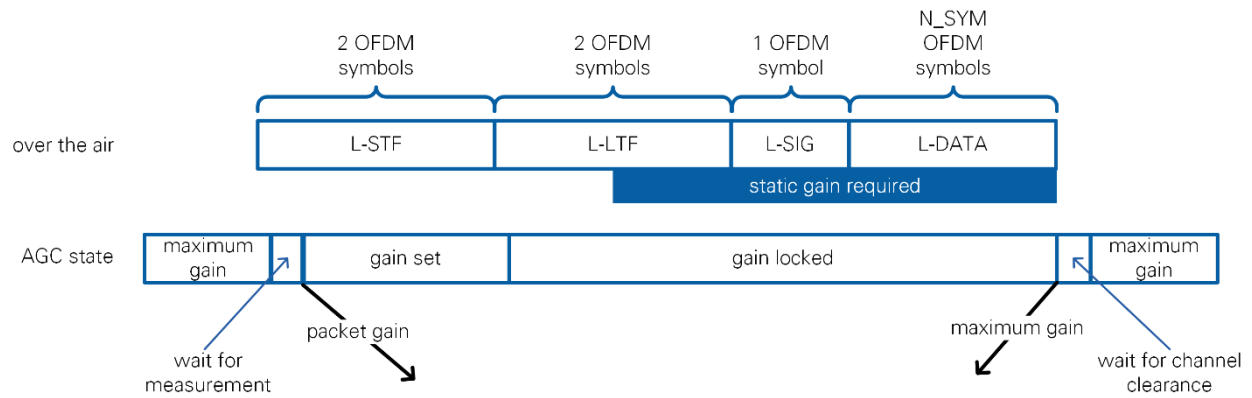 2 OFDM
symbols
2 OFDM
symbols
1 OFDM
symbol
N_SYM
OFDM
symbols
over the air
L-STF
L-LTF
L-SIG
L-DATA
static gain required
AGC state
maximum
gain
gain set
gain locked
maximum
gain
packet gain
maximum gain
wait for
measurement
wait for channel
clearance